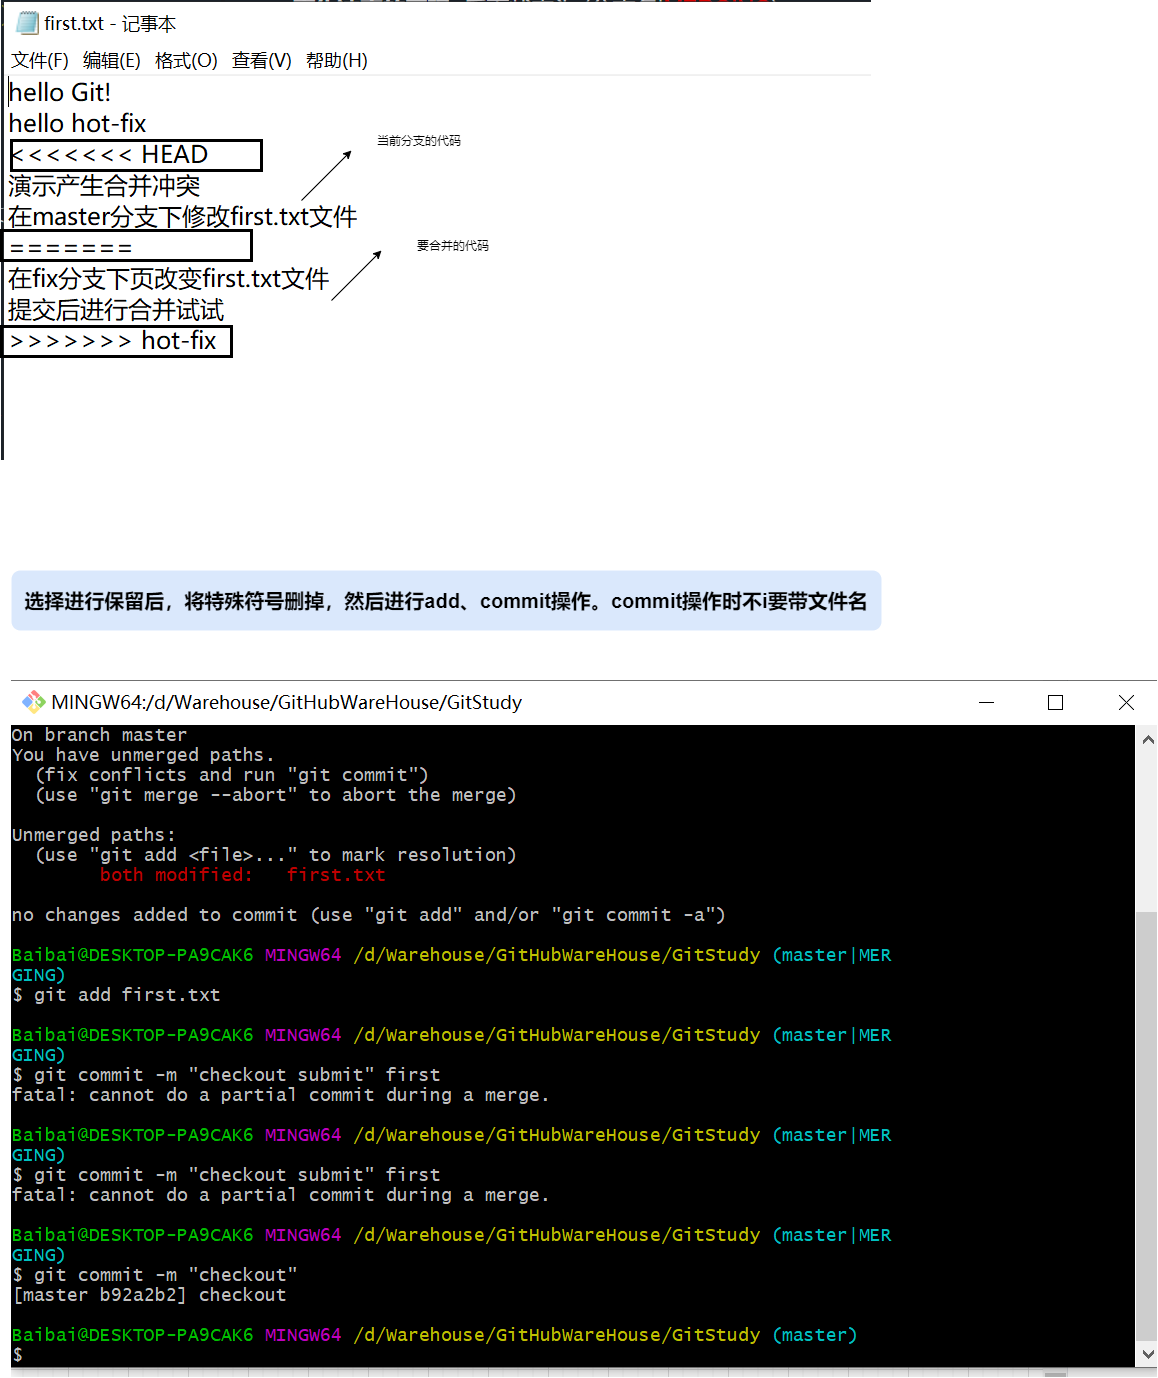 first.txt - 记事本
文件(F) 编辑(E) 格式(O) 查看(V) 帮助(H)
hello Git!
hello hot-fix
<<<<<<< HEAD
当前分支的代码
演示产生合并冲突
在master分支下修改first.txt文件
=======
要合并的代码
在fix分支下页改变first.txt文件
提交后进行合并试试
>>>>>>> hot-fix
选择进行保留后，将特殊符号删掉，然后进行add、commit操作。commit操作时不i要带文件名
MINGW64:/d/Warehouse/GitHubWareHouse/GitStudy
On branch master
You have unmerged paths.
  (fix conflicts and run "git commit")
  (use "git merge --abort" to abort the merge)
Unmerged paths:
  (use "git add <file>..." to mark resolution)
        both modified:   first.txt
no changes added to commit (use "git add" and/or "git commit -a")
Baibai@DESKTOP-PA9CAK6 MINGW64 /d/Warehouse/GitHubWareHouse/GitStudy (master|MER
GING)
$ git add first.txt
Baibai@DESKTOP-PA9CAK6 MINGW64 /d/Warehouse/GitHubWareHouse/GitStudy (master|MER
GING)
$ git commit -m "checkout submit" first
fatal: cannot do a partial commit during a merge.
Baibai@DESKTOP-PA9CAK6 MINGW64 /d/Warehouse/GitHubWareHouse/GitStudy (master|MER
GING)
$ git commit -m "checkout submit" first
fatal: cannot do a partial commit during a merge.
Baibai@DESKTOP-PA9CAK6 MINGW64 /d/Warehouse/GitHubWareHouse/GitStudy (master|MER
GING)
$ git commit -m "checkout"
[master b92a2b2] checkout
Baibai@DESKTOP-PA9CAK6 MINGW64 /d/Warehouse/GitHubWareHouse/GitStudy (master)
$